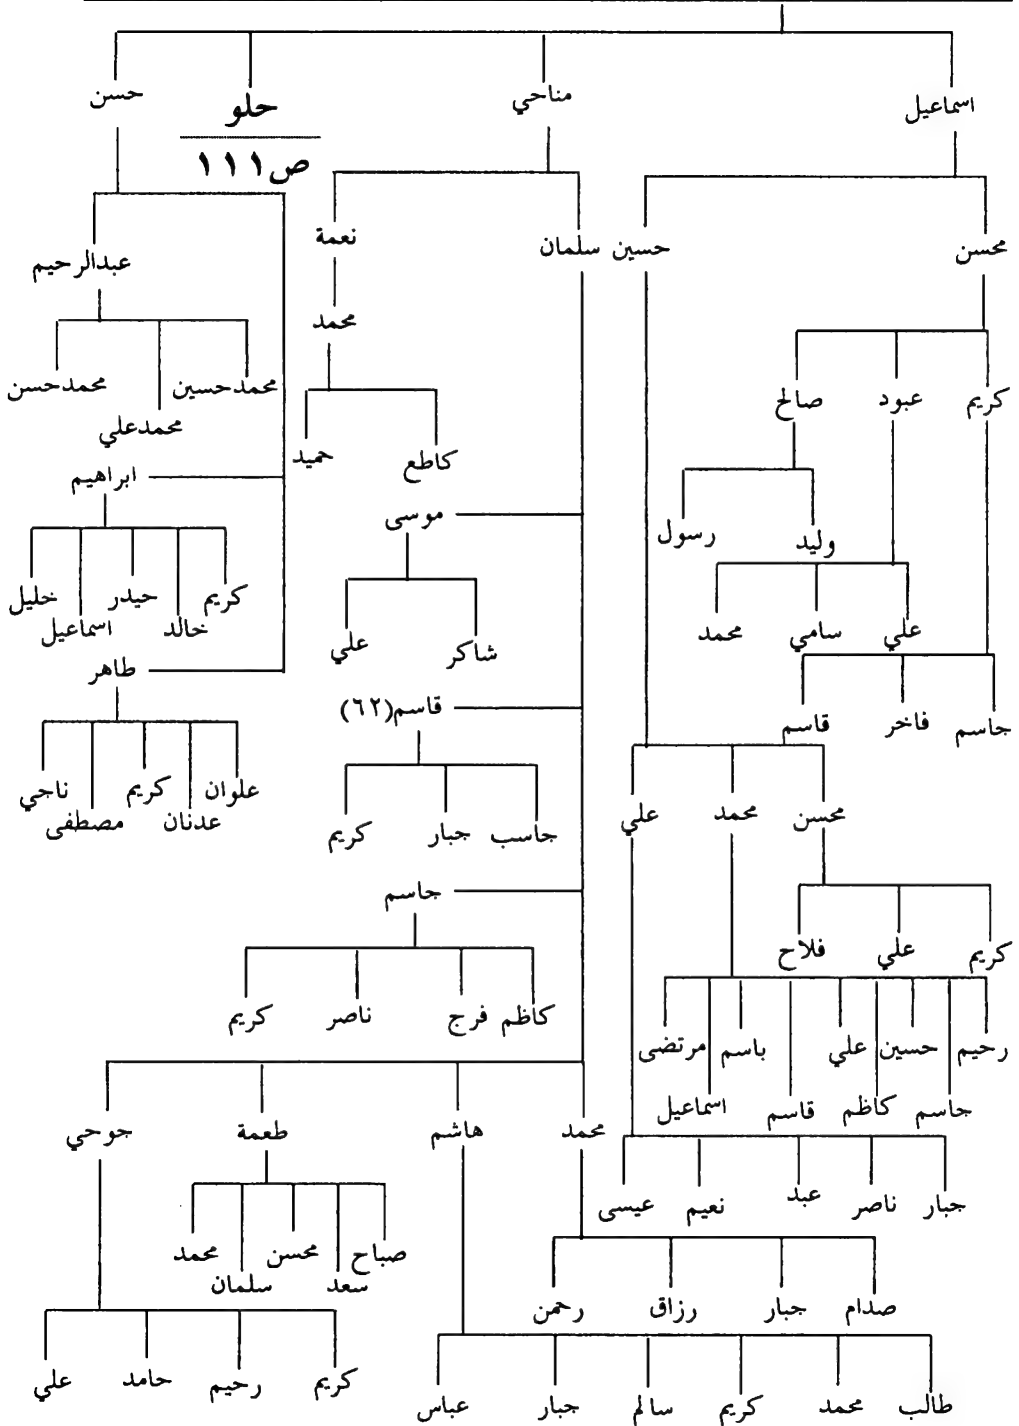 اسماعيل مناحي حلو حسن
ص١١١
محسن حسين سلمان نعمة عبدالرحيم
محمد
كريم عبود صالح محمدحسين محمدحسن
محمدعلي
كاطع حميد
ابراهيم
وليد رسول
موسى
كريم حيدر خليل
خالد اسماعيل
علي سامي محمد
شاكر علي
طاهر
جاسم فاخر قاسم
قاسم(٦٢)
علوان كريم ناجي
عدنان مصطفى
محسن محمد علي
جاسب جبار كريم
جاسم
كريم علي فلاح
كاظم فرج ناصر كريم
رحيم حسين علي باسم مرتضى
جاسم كاظم قاسم اسماعيل
محمد هاشم طعمة جوحي
جبار ناصر عبد نعيم عيسى
صباح محسن محمد
سعد سلمان
صدام جبار رزاق رحمن
كريم رحيم حامد علي
طالب محمد كريم سالم جبار عباس